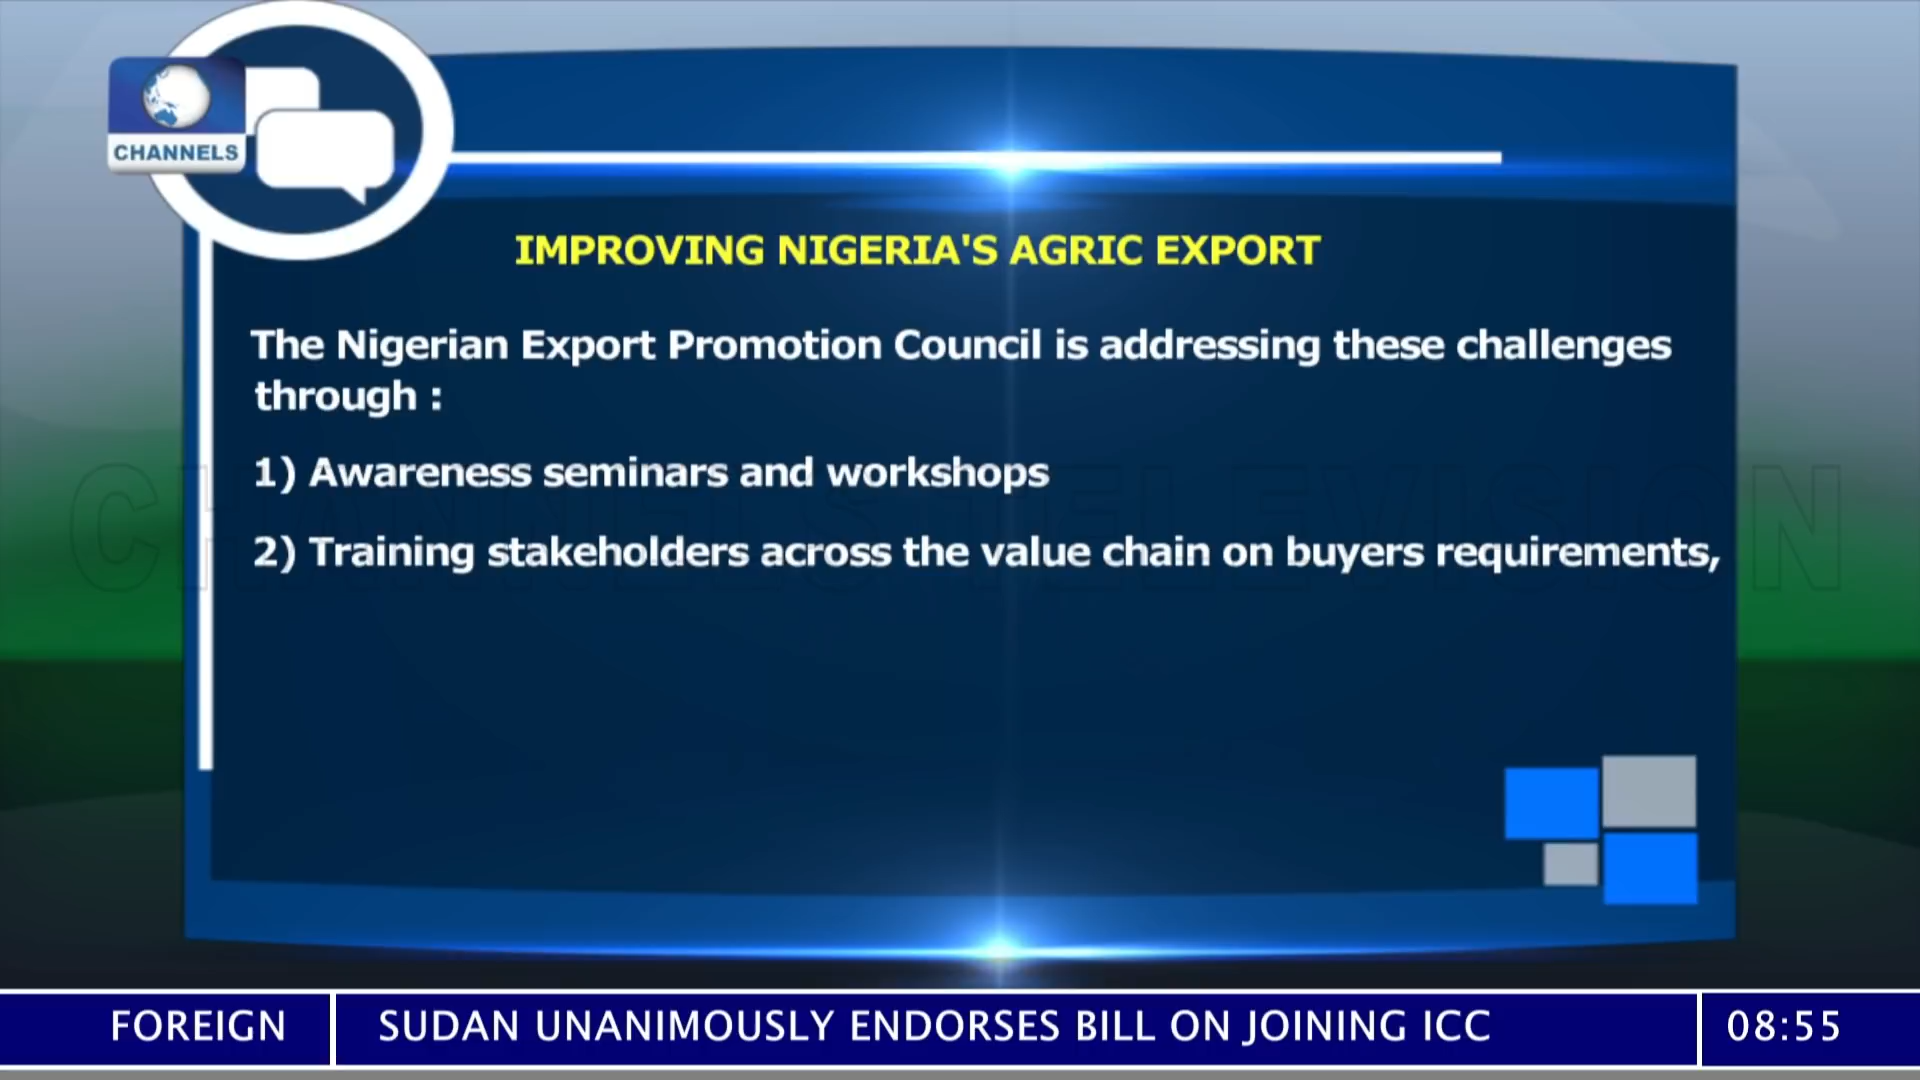 CHANNELS
IMPROVING NIGERIA'S AGRIC EXPORT
The Nigerian Export Promotion Council is addressing these challenges
through :
1) Awareness seminars and workshops
2) Training stakeholders across the value chain on buyers requirements,
CHANNELS TELEVISION
FOREIGN
SUDAN UNANIMOUSLY ENDORSES BILL ON JOINING ICC
08:55